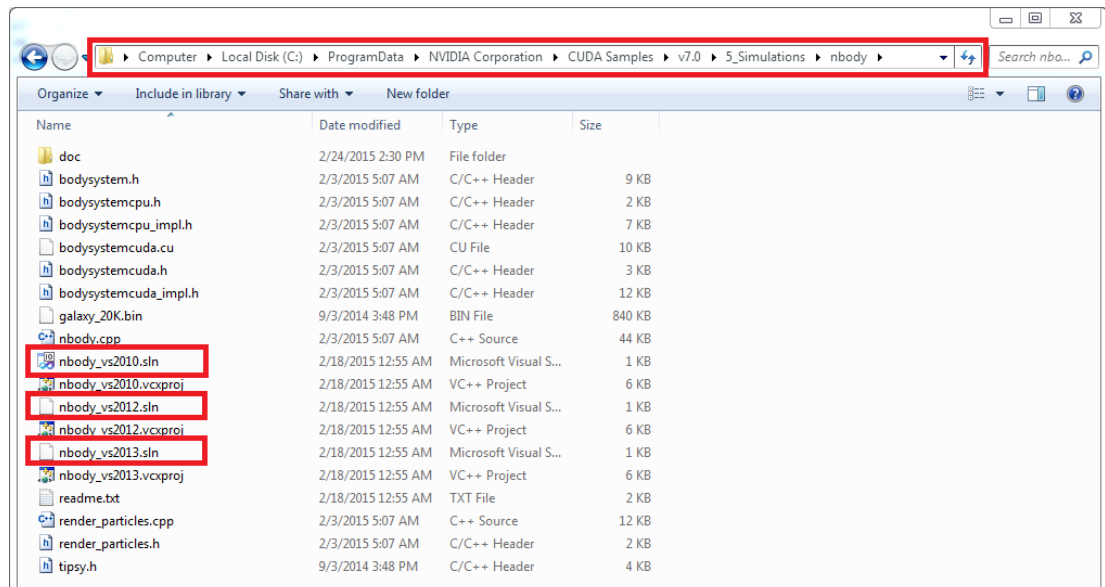 Computer Local Disk (C:) ProgramData NVIDIA Corporation CUDA Samples v7.0 5_Simulations nbody Search nbo...
Organize Include in library Share with New folder
Name Date modified Type Size
doc 2/24/2015 2:30 PM File folder
bodysystem.h 2/3/2015 5:07 AM C/C++ Header 9 KB
bodysystemcpu.h 2/3/2015 5:07 AM C/C++ Header 2 KB
bodysystemcpu_impl.h 2/3/2015 5:07 AM C/C++ Header 7 KB
bodysystemcuda.cu 2/3/2015 5:07 AM CU File 10 KB
bodysystemcuda.h 2/3/2015 5:07 AM C/C++ Header 3 KB
bodysystemcuda_impl.h 2/3/2015 5:07 AM C/C++ Header 12 KB
galaxy_20K.bin 9/3/2014 3:48 PM BIN File 840 KB
nbody.cpp 2/3/2015 5:07 AM C++ Source 44 KB
nbody_vs2010.sln 2/18/2015 12:55 AM Microsoft Visual S... 1 KB
nbody_vs2010.vcxproj 2/18/2015 12:55 AM VC++ Project 6 KB
nbody_vs2012.sln 2/18/2015 12:55 AM Microsoft Visual S... 1 KB
nbody_vs2012.vcxproj 2/18/2015 12:55 AM VC++ Project 6 KB
nbody_vs2013.sln 2/18/2015 12:55 AM Microsoft Visual S... 1 KB
nbody_vs2013.vcxproj 2/18/2015 12:55 AM VC++ Project 6 KB
readme.txt 2/18/2015 12:55 AM TXT File 2 KB
render_particles.cpp 2/3/2015 5:07 AM C++ Source 12 KB
render_particles.h 2/3/2015 5:07 AM C/C++ Header 2 KB
tipsy.h 9/3/2014 3:48 PM C/C++ Header 4 KB